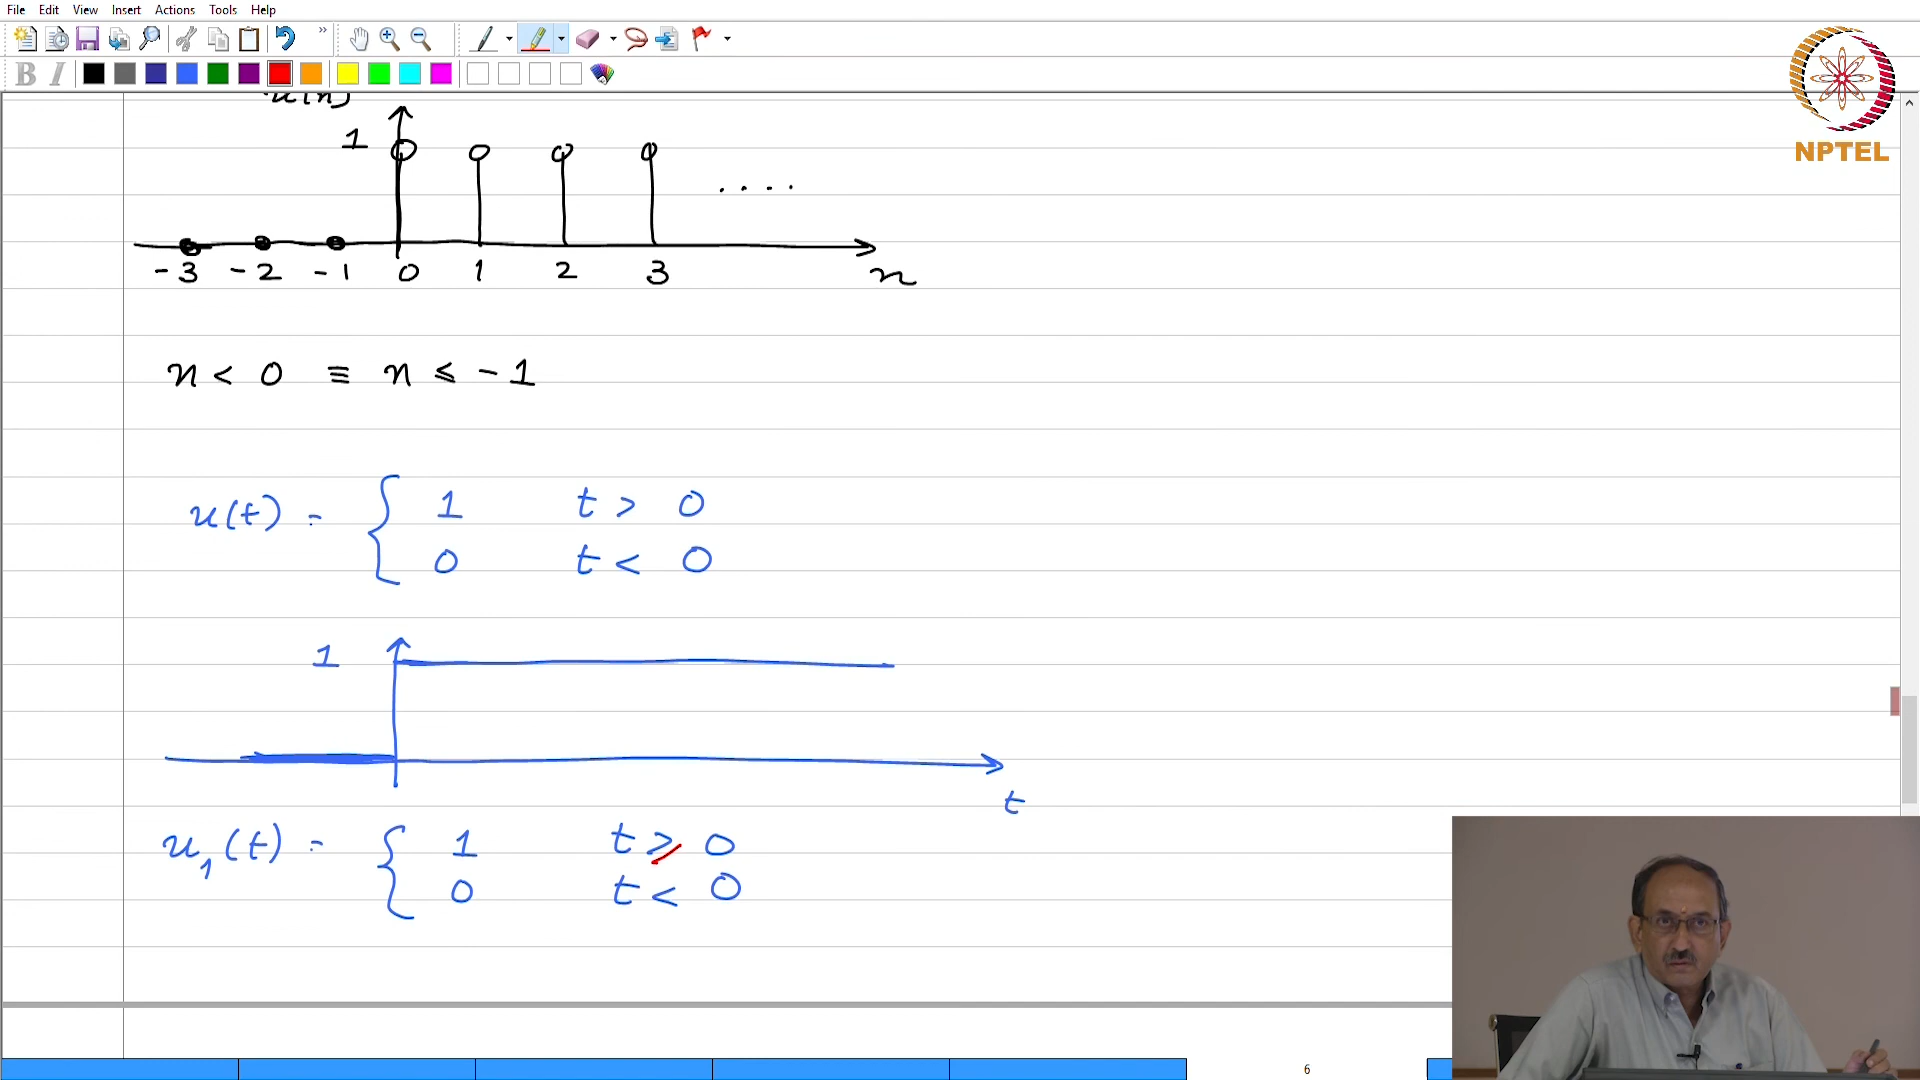 File Edit View Insert Actions Tools Help
B I
NPTEL
u(n)
1
-3 -2 -1 0 1 2 3 n
n < 0 ≡ n ≤ -1
u(t) = { 1 t > 0
0 t < 0
1
t
u₁(t) = { 1 t ≥ 0
0 t < 0
6